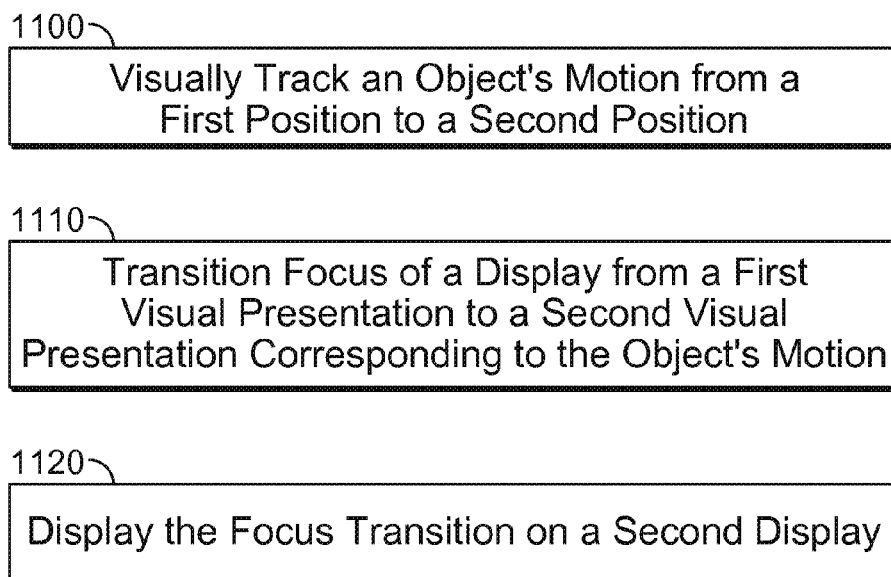 1100
Visually Track an Object's Motion from a
First Position to a Second Position
1110
Transition Focus of a Display from a First
Visual Presentation to a Second Visual
Presentation Corresponding to the Object's Motion
1120
Display the Focus Transition on a Second Display